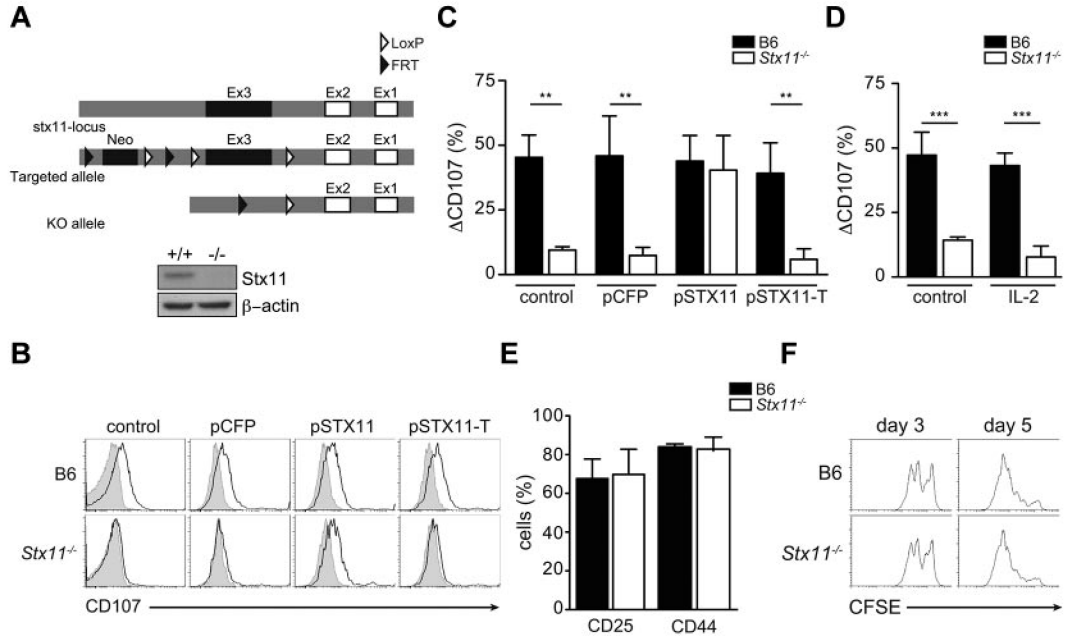 A
LoxP
FRT
Ex3 Ex2 Ex1
stx11-locus
Neo Ex3 Ex2 Ex1
Targeted allele
Ex2 Ex1
KO allele
+/+ -/-
Stx11
β–actin
B
control pCFP pSTX11 pSTX11-T
B6
Stx11-/-
CD107
C
B6
Stx11-/-
ΔCD107 (%)
75
50
25
0
** ** **
control pCFP pSTX11 pSTX11-T
D
B6
Stx11-/-
ΔCD107 (%)
75
50
25
0
*** ***
control IL-2
E
B6
Stx11-/-
cells (%)
100
80
60
40
20
0
CD25 CD44
F
day 3 day 5
B6
Stx11-/-
CFSE